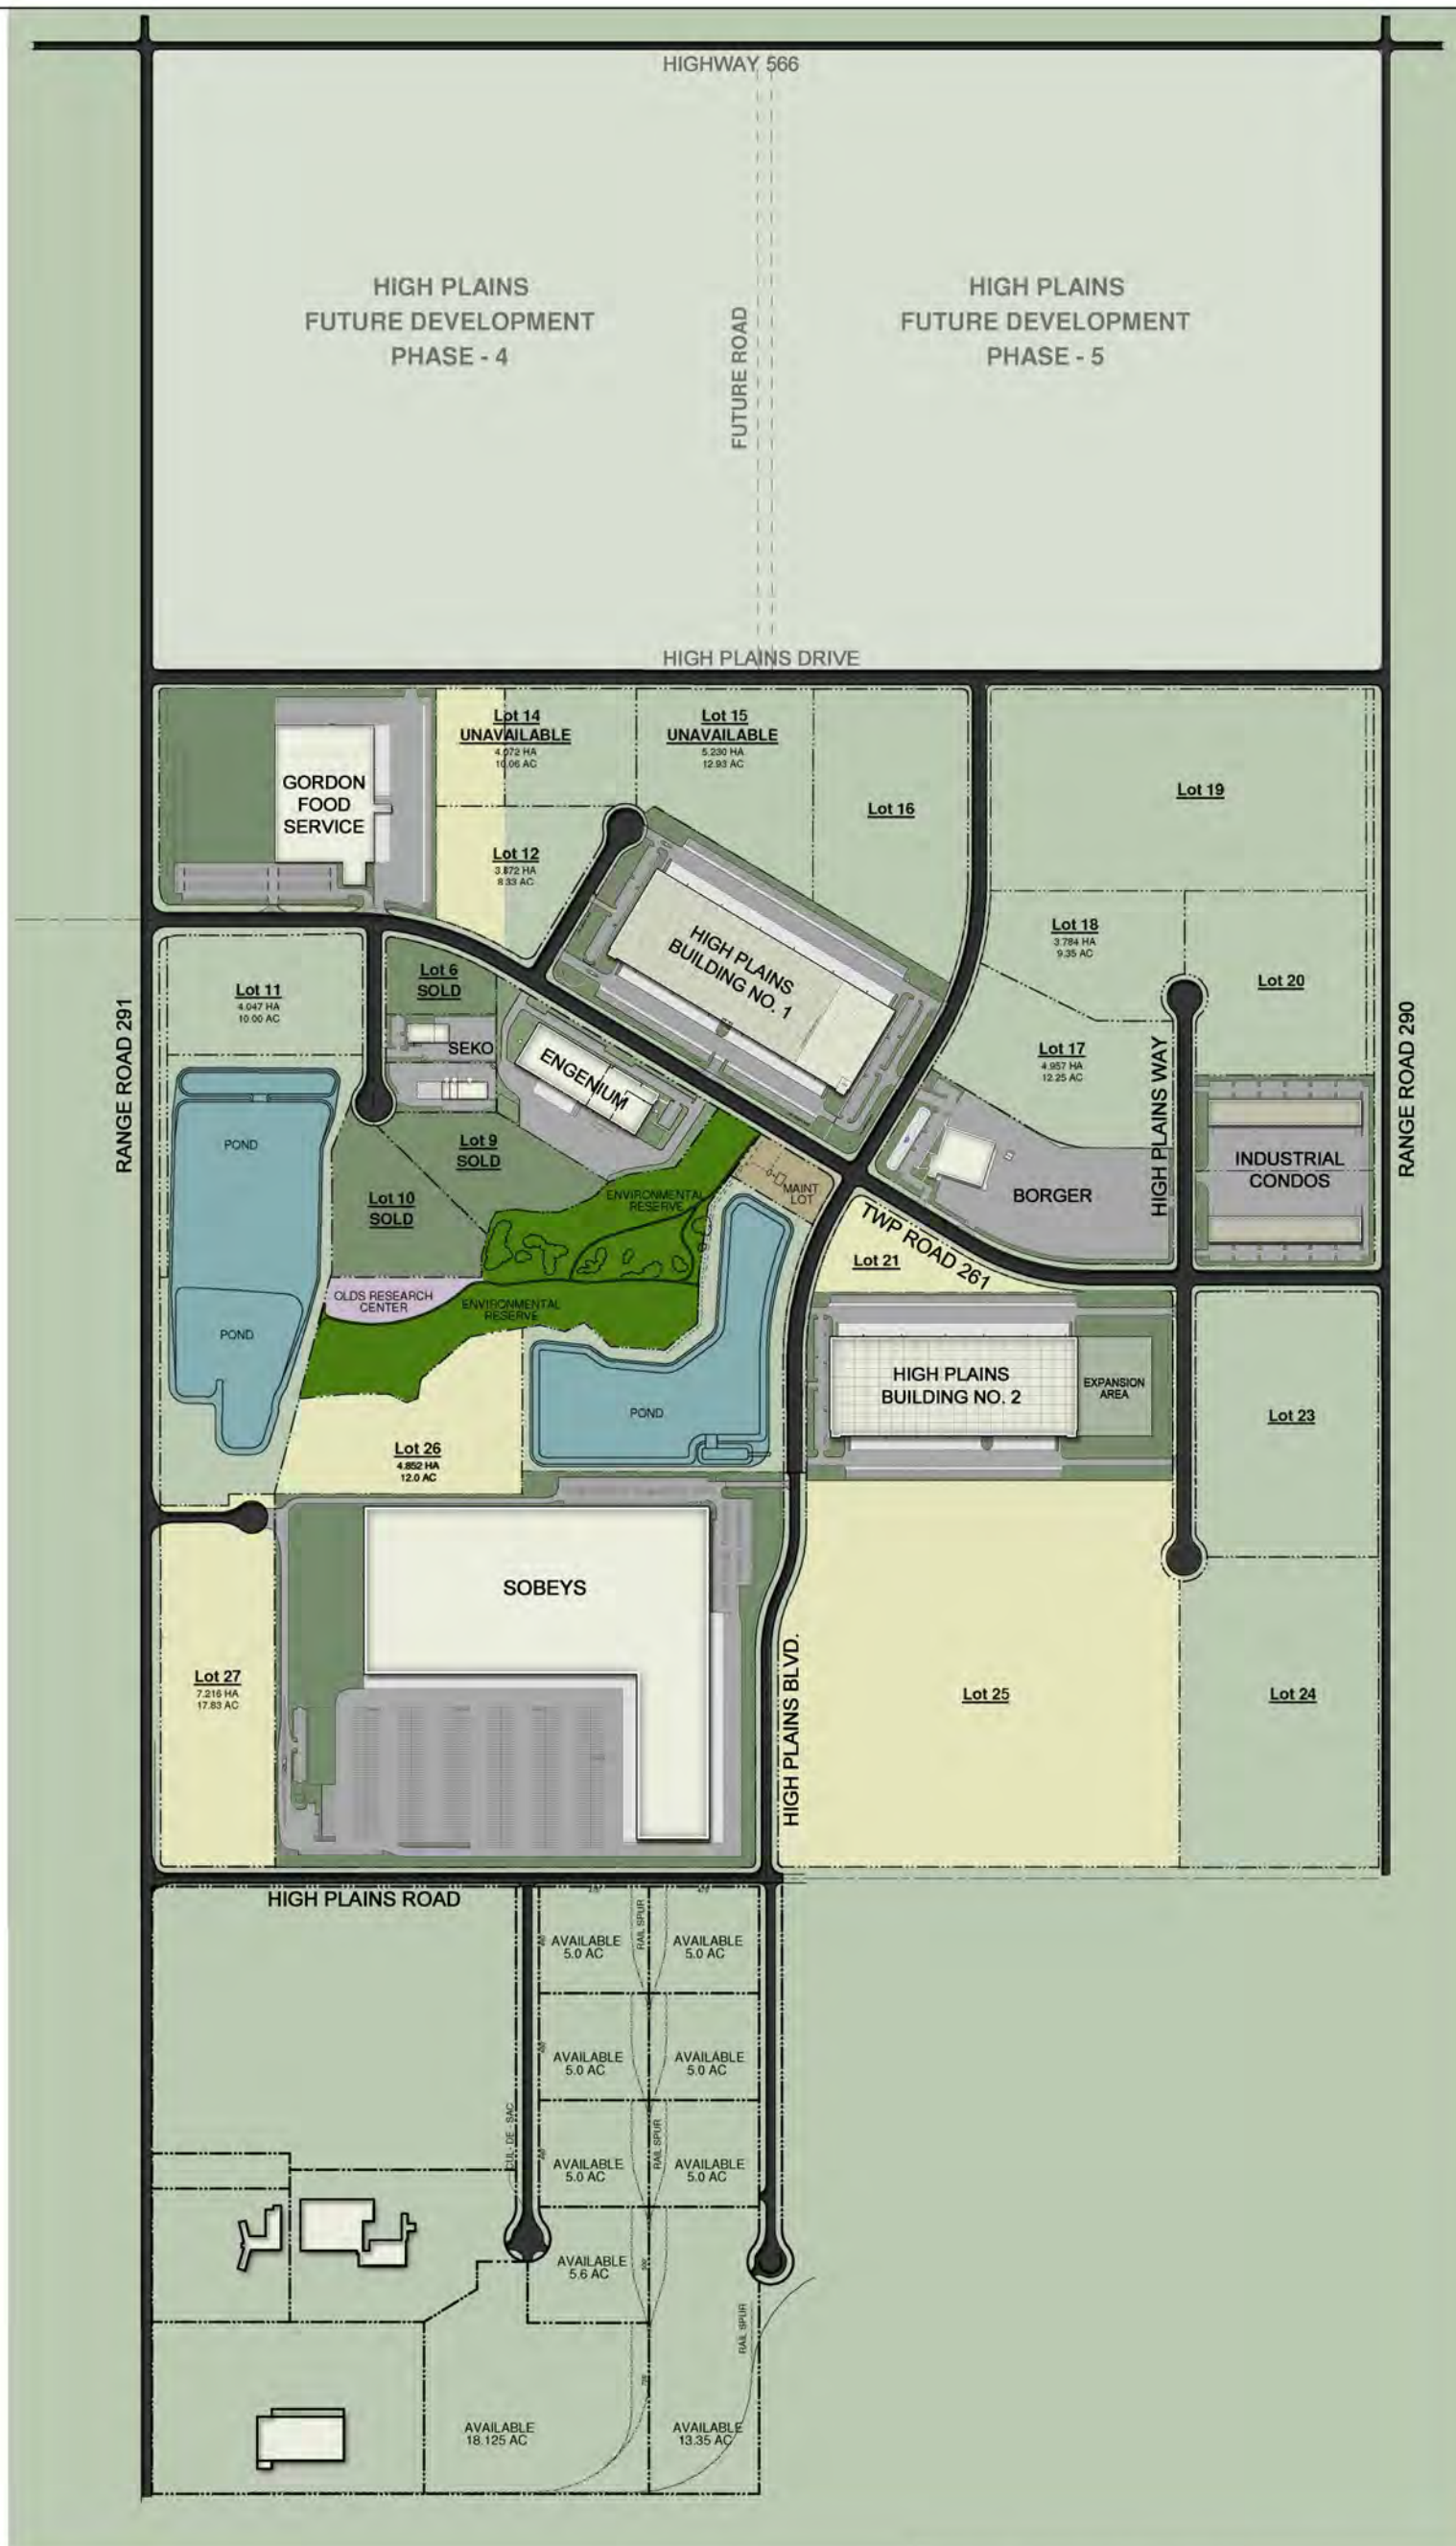 HIGHWAY 566
HIGH PLAINS
FUTURE DEVELOPMENT
PHASE - 4
HIGH PLAINS
FUTURE DEVELOPMENT
PHASE - 5
FUTURE ROAD
HIGH PLAINS DRIVE
GORDON
FOOD
SERVICE
Lot 14
UNAVAILABLE
4.072 HA
10.06 AC
Lot 15
UNAVAILABLE
5.230 HA
12.93 AC
Lot 16
Lot 19
Lot 12
3.872 HA
8.33 AC
Lot 18
3.784 HA
9.35 AC
Lot 20
HIGH PLAINS
BUILDING NO. 1
Lot 6
SOLD
Lot 11
4.047 HA
10.00 AC
SEKO
ENGENIUM
Lot 17
4.957 HA
12.25 AC
HIGH PLAINS WAY
RANGE ROAD 291
RANGE ROAD 290
POND
Lot 9
SOLD
Lot 10
SOLD
ENVIRONMENTAL
RESERVE
MAINT
LOT
BORGER
INDUSTRIAL
CONDOS
TWP ROAD 261
Lot 21
OLDS RESEARCH
CENTER
ENVIRONMENTAL
RESERVE
POND
HIGH PLAINS
BUILDING NO. 2
EXPANSION
AREA
POND
Lot 23
Lot 26
4.852 HA
12.0 AC
SOBEYS
Lot 27
7.216 HA
17.83 AC
HIGH PLAINS BLVD.
Lot 25
Lot 24
HIGH PLAINS ROAD
RAIL SPUR
AVAILABLE
5.0 AC
AVAILABLE
5.0 AC
AVAILABLE
5.0 AC
AVAILABLE
5.0 AC
CUL - DE - SAC
RAIL SPUR
AVAILABLE
5.0 AC
AVAILABLE
5.0 AC
AVAILABLE
5.6 AC
RAIL SPUR
AVAILABLE
18.125 AC
AVAILABLE
13.35 AC